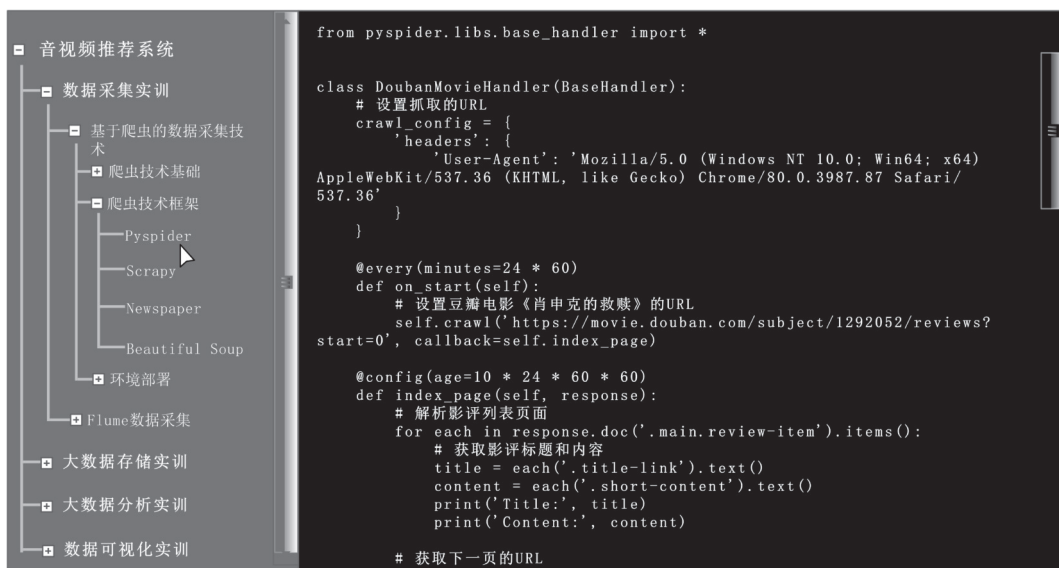 音视频推荐系统
数据采集实训
基于爬虫的数据采集技
术
爬虫技术基础
爬虫技术框架
Pyspider
Scrapy
Newspaper
Beautiful Soup
环境部署
Flume数据采集
大数据存储实训
大数据分析实训
数据可视化实训
from pyspider.libs.base_handler import *
class DoubanMovieHandler(BaseHandler):
# 设置抓取的URL
crawl_config = {
'headers': {
'User-Agent': 'Mozilla/5.0 (Windows NT 10.0; Win64; x64)
AppleWebKit/537.36 (KHTML, like Gecko) Chrome/80.0.3987.87 Safari/
537.36'
}
}
@every(minutes=24 * 60)
def on_start(self):
# 设置豆瓣电影《肖申克的救赎》的URL
self.crawl('https://movie.douban.com/subject/1292052/reviews?
start=0', callback=self.index_page)
@config(age=10 * 24 * 60 * 60)
def index_page(self, response):
# 解析影评列表页面
for each in response.doc('.main.review-item').items():
# 获取影评标题和内容
title = each('.title-link').text()
content = each('.short-content').text()
print('Title:', title)
print('Content:', content)
# 获取下一页的URL